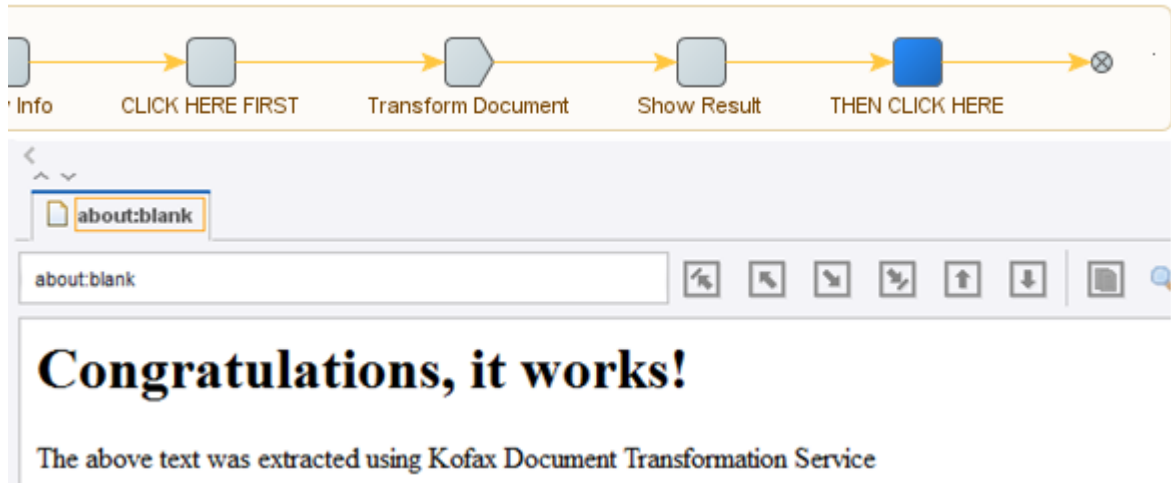 Info
CLICK HERE FIRST
Transform Document
Show Result
THEN CLICK HERE
about:blank
about:blank
Congratulations, it works!
The above text was extracted using Kofax Document Transformation Service